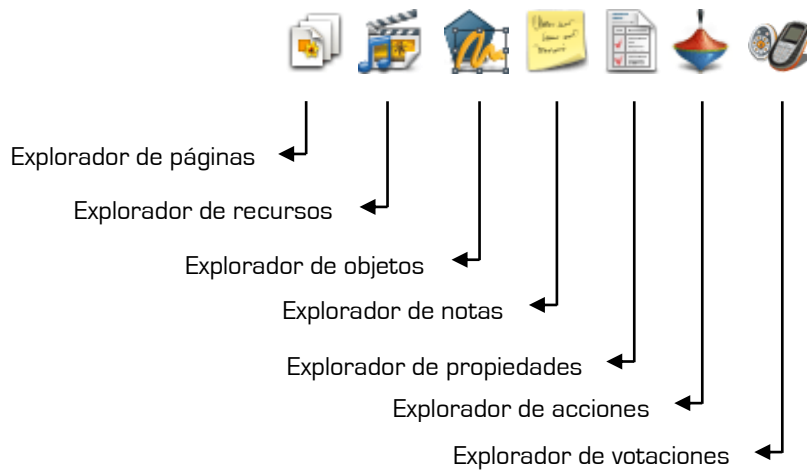 Explorador de páginas
Explorador de recursos
Explorador de objetos
Explorador de notas
Explorador de propiedades
Explorador de acciones
Explorador de votaciones